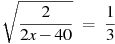 √(2/(2x − 40)) = 1/3